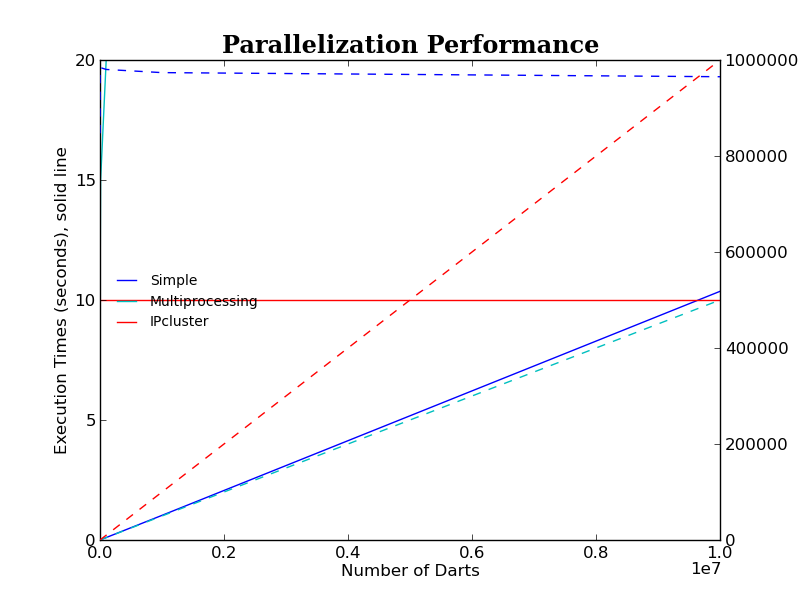 Parallelization Performance
20
15
10
5
0
Execution Times (seconds), solid line
Simple
Multiprocessing
IPcluster
1000000
800000
600000
400000
200000
0
0.0 0.2 0.4 0.6 0.8 1.0
1e7
Number of Darts